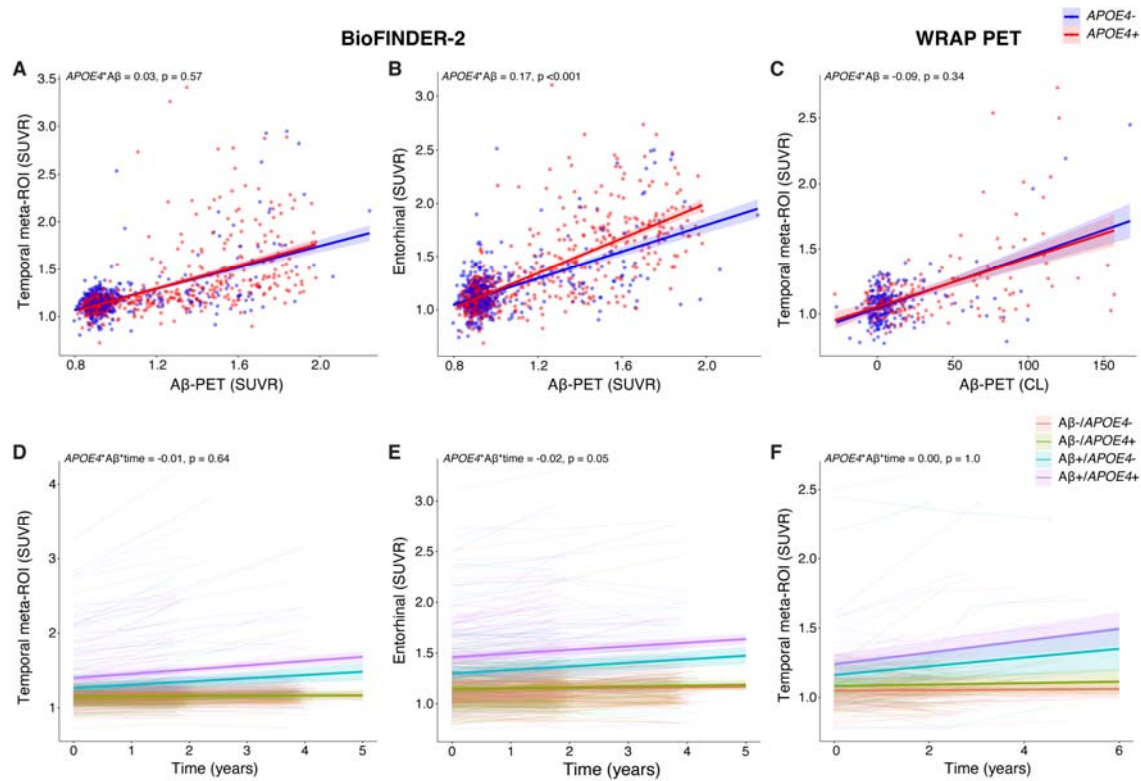 BioFINDER-2
WRAP PET
APOE4-
APOE4+
A
APOE4*Aβ = 0.03, p = 0.57
Temporal meta-ROI (SUVR)
3.5
3.0
2.5
2.0
1.5
1.0
0.8
1.2
1.6
2.0
Aβ-PET (SUVR)
B
APOE4*Aβ = 0.17, p <0.001
Entorhinal (SUVR)
3.0
2.5
2.0
1.5
1.0
0.8
1.2
1.6
2.0
Aβ-PET (SUVR)
C
APOE4*Aβ = -0.09, p = 0.34
Temporal meta-ROI (SUVR)
2.5
2.0
1.5
1.0
0
50
100
150
Aβ-PET (CL)
Aβ-/APOE4-
Aβ-/APOE4+
Aβ+/APOE4-
Aβ+/APOE4+
D
APOE4*Aβ*time = -0.01, p = 0.64
Temporal meta-ROI (SUVR)
4
3
2
1
0
1
2
3
4
5
Time (years)
E
APOE4*Aβ*time = -0.02, p = 0.05
Entorhinal (SUVR)
3.0
2.5
2.0
1.5
1.0
0
1
2
3
4
5
Time (years)
F
APOE4*Aβ*time = 0.00, p = 1.0
Temporal meta-ROI (SUVR)
2.5
2.0
1.5
1.0
0
2
4
6
Time (years)